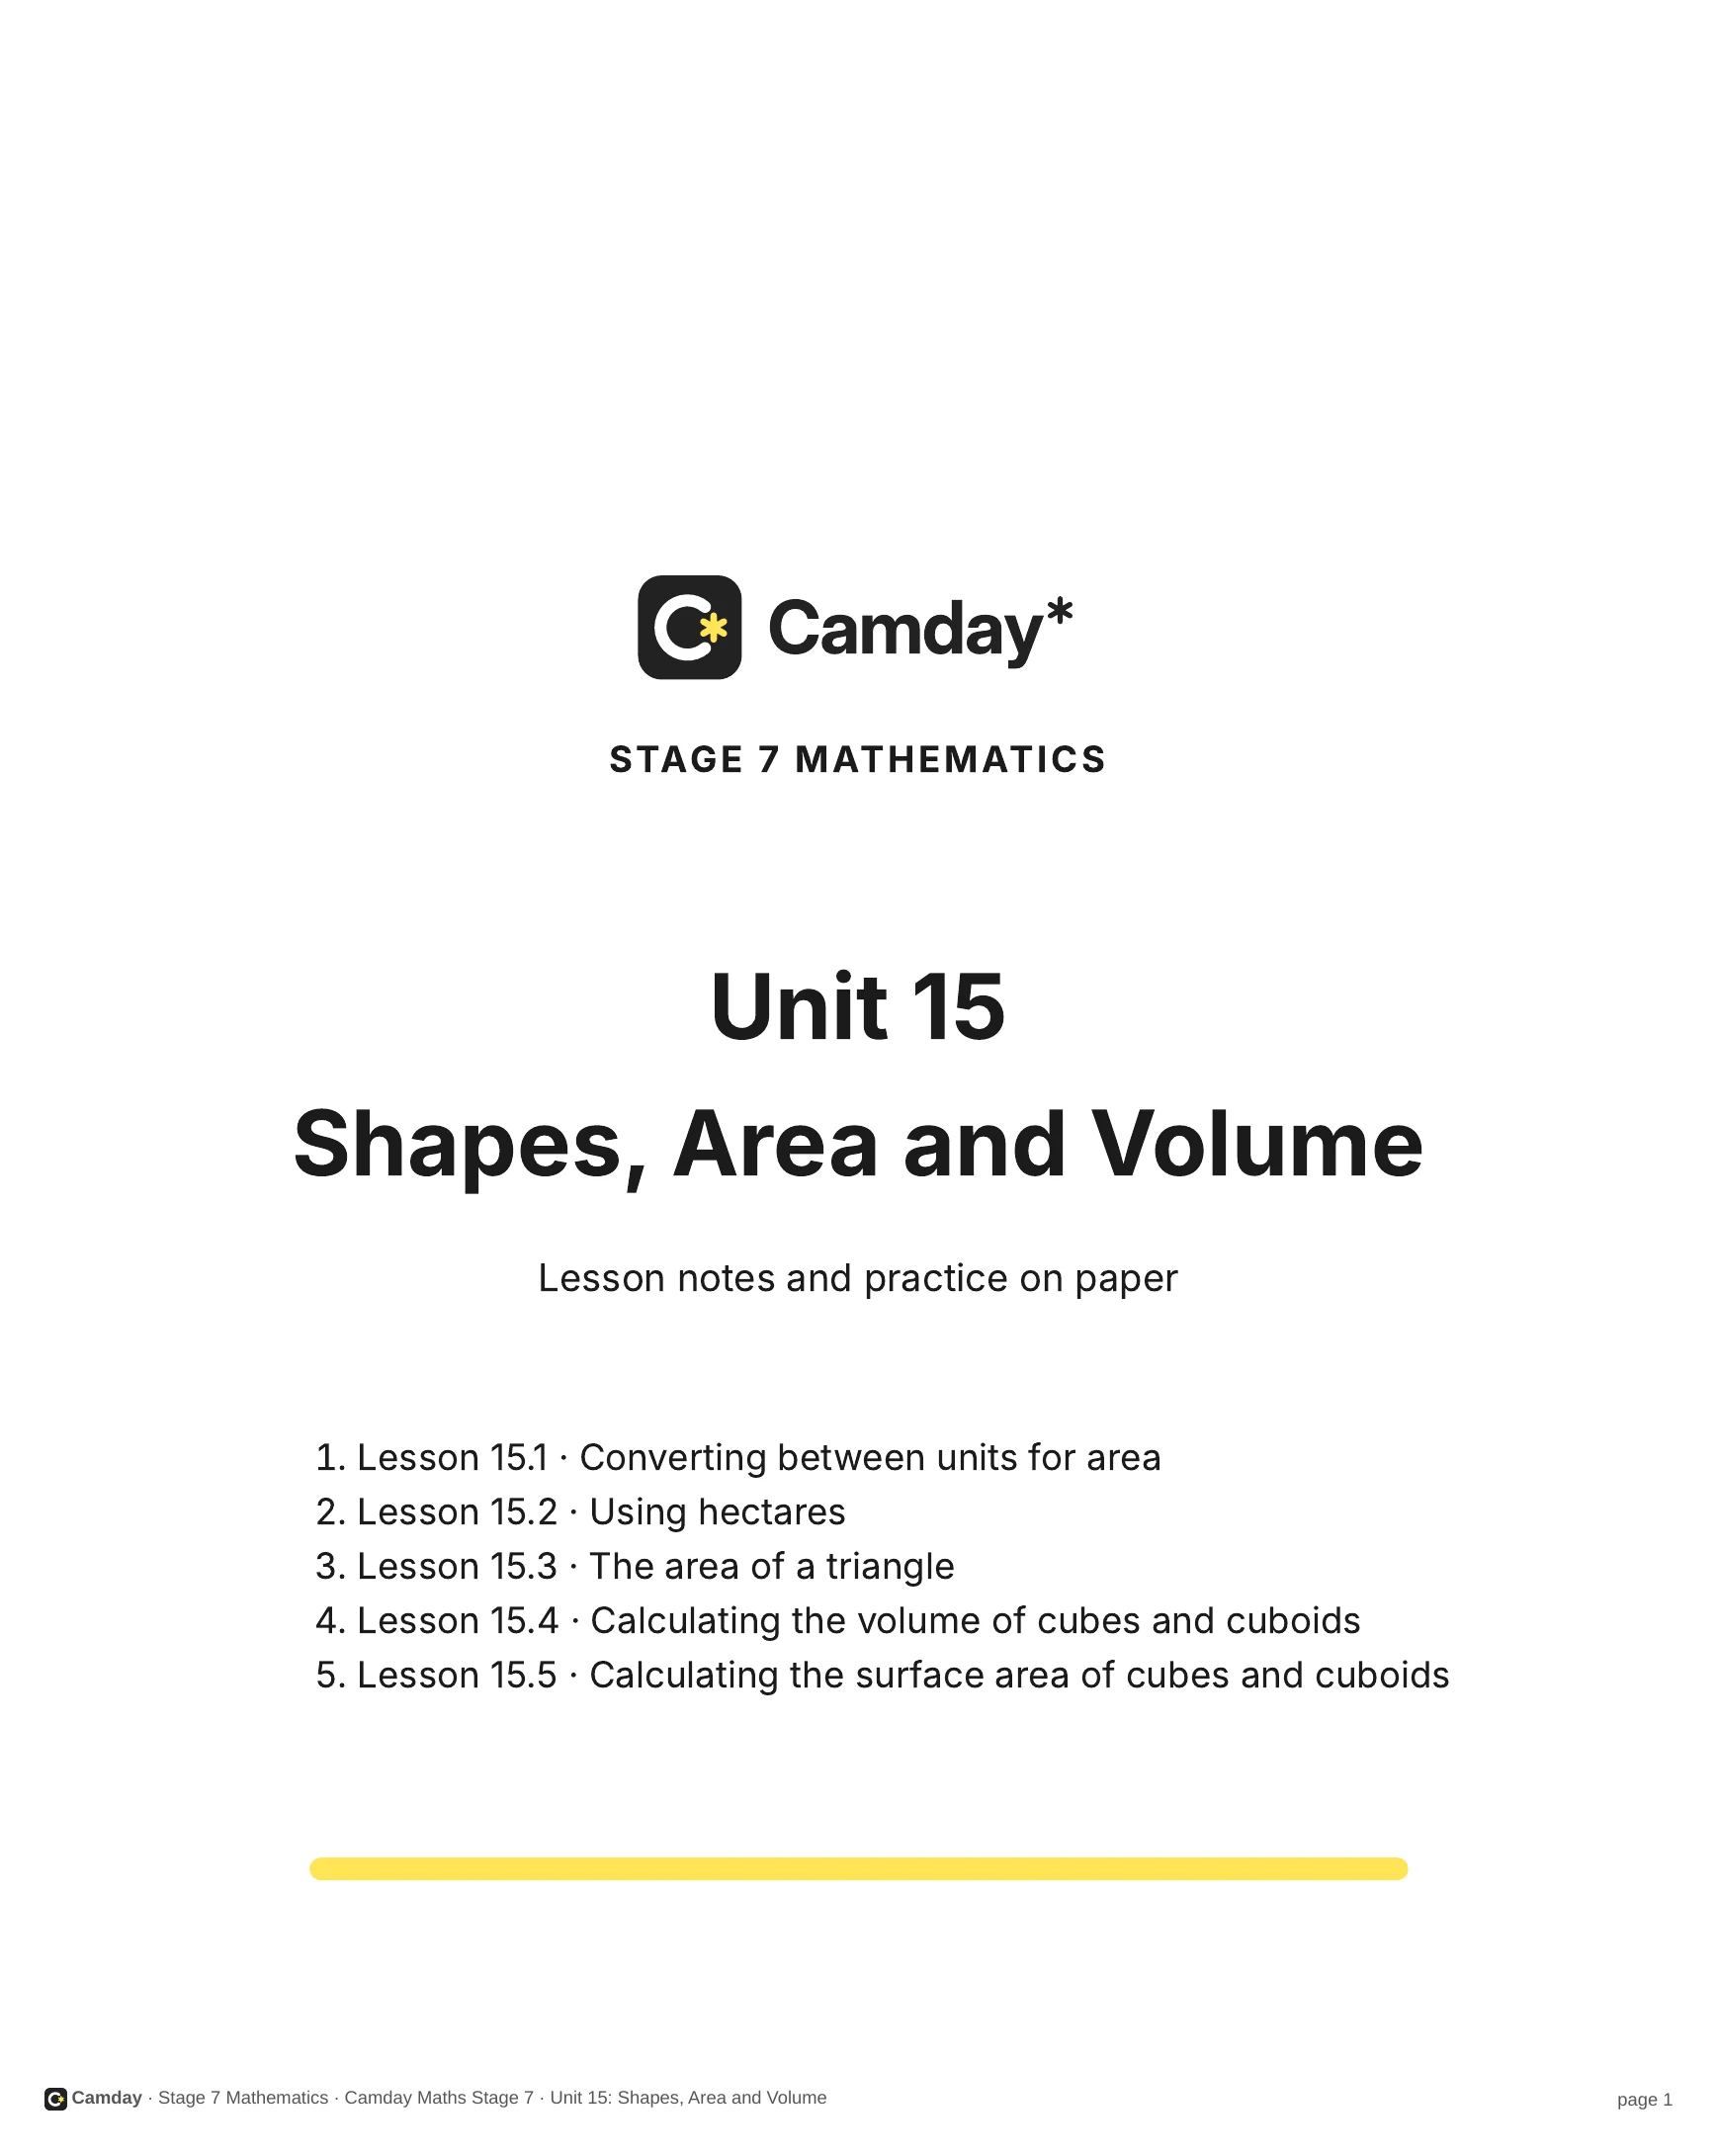 Camday*
STAGE 7 MATHEMATICS
Unit 15
Shapes, Area and Volume
Lesson notes and practice on paper
1. Lesson 15.1 · Converting between units for area
2. Lesson 15.2 · Using hectares
3. Lesson 15.3 · The area of a triangle
4. Lesson 15.4 · Calculating the volume of cubes and cuboids
5. Lesson 15.5 · Calculating the surface area of cubes and cuboids
Camday · Stage 7 Mathematics · Camday Maths Stage 7 · Unit 15: Shapes, Area and Volume
page 1